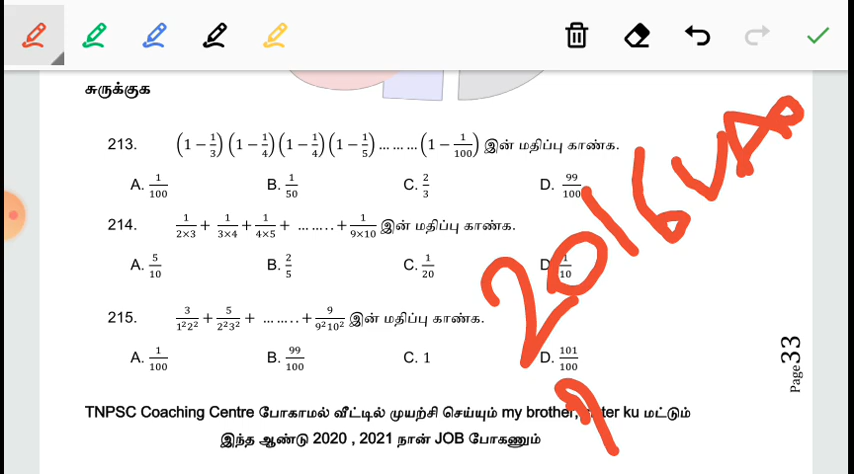 சுருக்குக
213. (1 − 1/3) (1 − 1/4) (1 − 1/4) (1 − 1/5) ... ... ... (1 − 1/100) இன் மதிப்பு காண்க.
A. 1/100 B. 1/50 C. 2/3 D. 99/100
214. 1/2×3 + 1/3×4 + 1/4×5 + ... ..... + 1/9×10 இன் மதிப்பு காண்க.
A. 5/10 B. 2/5 C. 1/20 D. 1/10
215. 3/1²2² + 5/2²3² + ... ..... + 9/9²10² இன் மதிப்பு காண்க.
A. 1/100 B. 99/100 C. 1 D. 101/100
2016 VAO
Page33
TNPSC Coaching Centre போகாமல் வீட்டில் முயற்சி செய்யும் my brother, ku மட்டும்
இந்த ஆண்டு 2020 , 2021 நான் JOB போகணும்